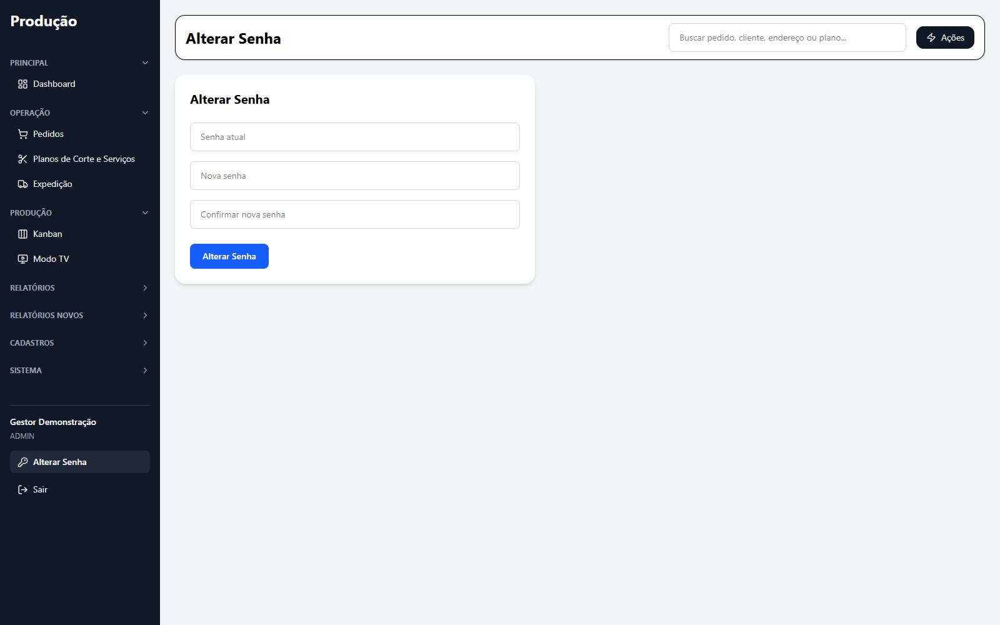 Produção
PRINCIPAL
Dashboard
OPERAÇÃO
Pedidos
Planos de Corte e Serviços
Expedição
PRODUÇÃO
Kanban
Modo TV
RELATÓRIOS
RELATÓRIOS NOVOS
CADASTROS
SISTEMA
Gestor Demonstração
ADMIN
Alterar Senha
Sair
Alterar Senha
Buscar pedido, cliente, endereço ou plano...
Ações
Alterar Senha
Senha atual
Nova senha
Confirmar nova senha
Alterar Senha